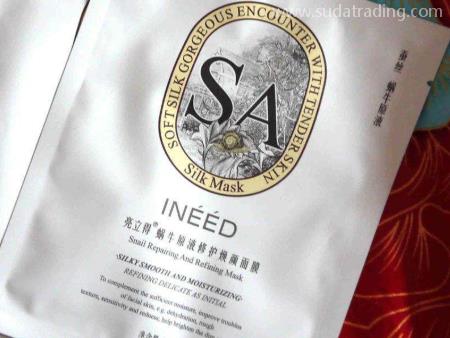 www.sudatrading.com
SOFT SILK GORGEOUS ENCGUNTER WITH TENDER SKIN
SA
Silk Mask
蚕丝 蜗牛原液
INÉÉD
亮立得®蜗牛原液修护焕颜面膜
Snail Repairing And Refining Mask
·SILKY SMOOTH AND MOISTURIZING·
REFINING DELICATE AS INITIAL
To complement the sufficient moisture, improve troubles
of facial skin, e.g. dehydration, rough
texture, sensitivity and redness, help brighten the